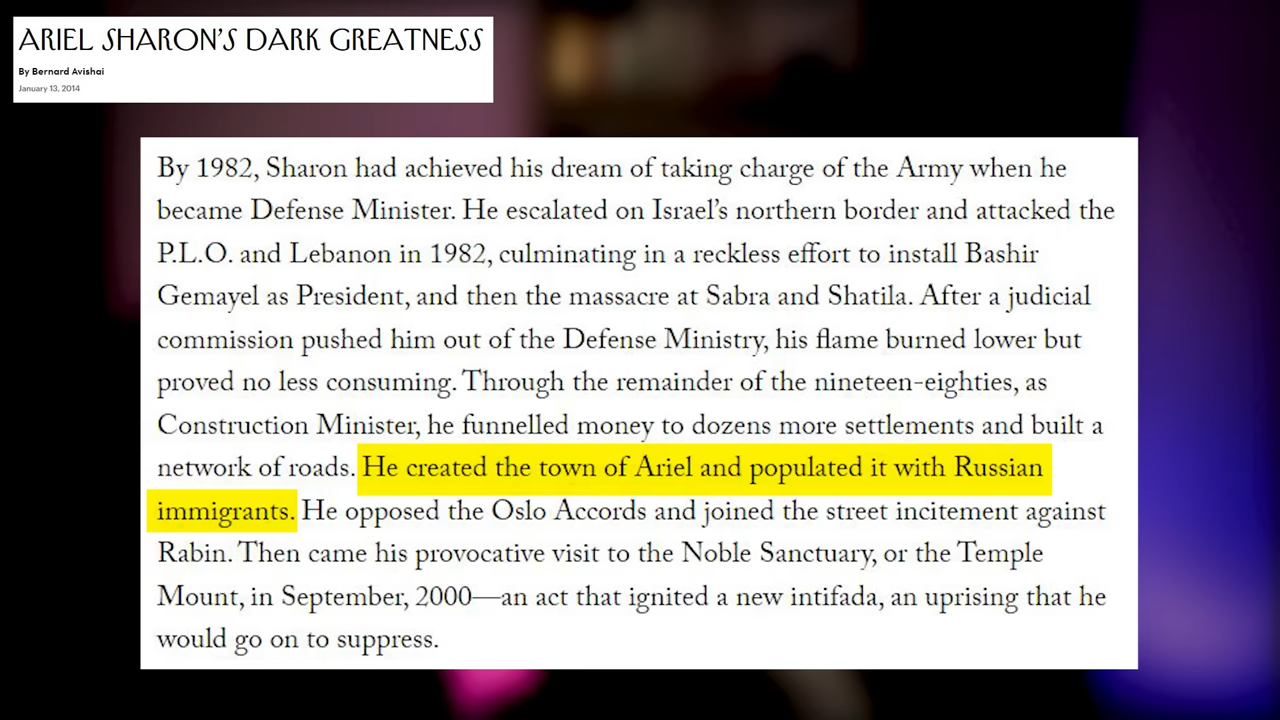 ARIEL SHARON'S DARK GREATNESS
By Bernard Avishai
January 13, 2014
By 1982, Sharon had achieved his dream of taking charge of the Army when he
became Defense Minister. He escalated on Israel's northern border and attacked the
P.L.O. and Lebanon in 1982, culminating in a reckless effort to install Bashir
Gemayel as President, and then the massacre at Sabra and Shatila. After a judicial
commission pushed him out of the Defense Ministry, his flame burned lower but
proved no less consuming. Through the remainder of the nineteen-eighties, as
Construction Minister, he funnelled money to dozens more settlements and built a
network of roads. He created the town of Ariel and populated it with Russian
immigrants. He opposed the Oslo Accords and joined the street incitement against
Rabin. Then came his provocative visit to the Noble Sanctuary, or the Temple
Mount, in September, 2000—an act that ignited a new intifada, an uprising that he
would go on to suppress.